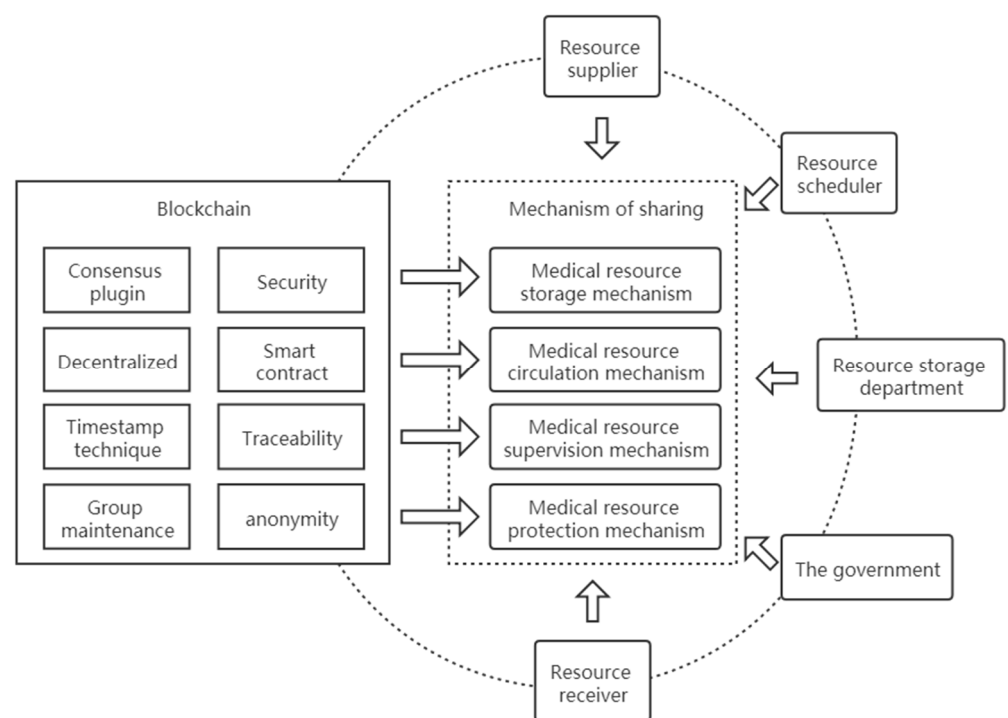 Resource
supplier
Resource
scheduler
Blockchain
Consensus
plugin
Security
Decentralized
Smart
contract
Timestamp
technique
Traceability
Group
maintenance
anonymity
Mechanism of sharing
Medical resource
storage mechanism
Medical resource
circulation mechanism
Medical resource
supervision mechanism
Medical resource
protection mechanism
Resource storage
department
The government
Resource
receiver